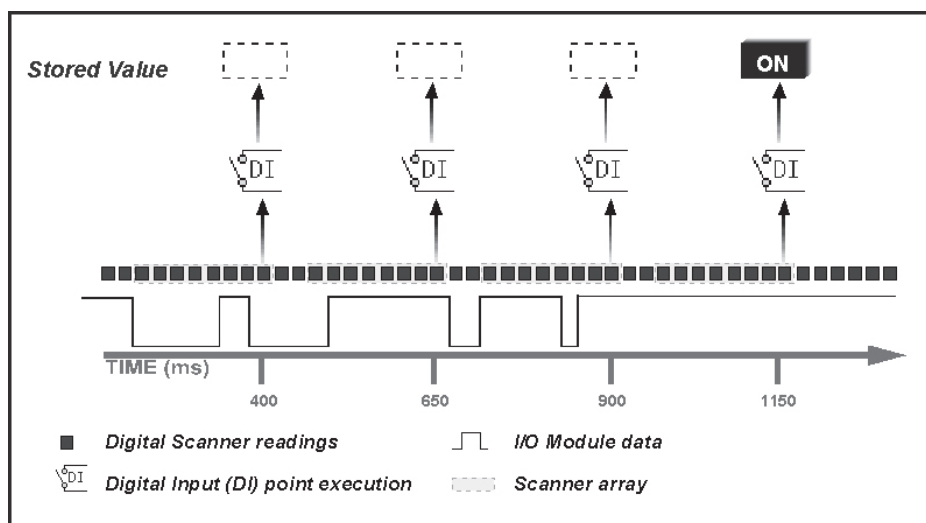 Stored Value
ON
DI DI DI DI
TIME (ms)
400 650 900 1150
Digital Scanner readings
I/O Module data
DI
Digital Input (DI) point execution
Scanner array